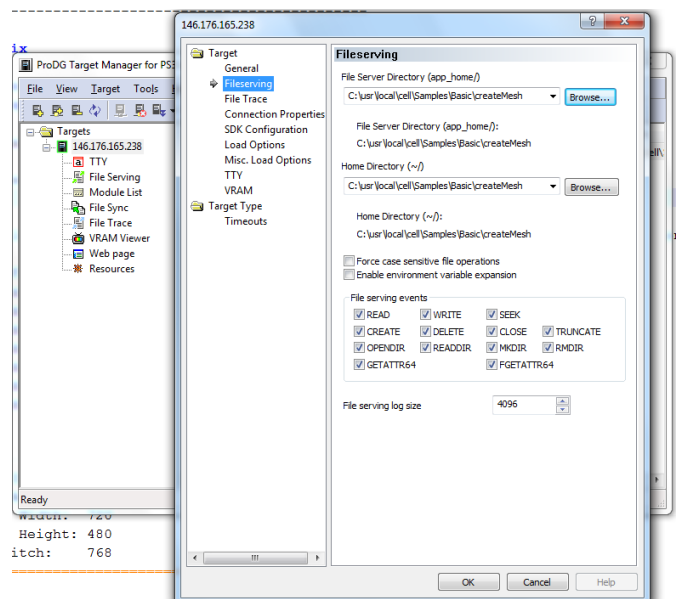 ix
ProDG Target Manager for PS3
File View Target Tools
Targets
146.176.165.238
TTY
File Serving
Module List
File Sync
File Trace
VRAM Viewer
Web page
Resources
Ready
Height: 480
itch: 768
146.176.165.238
Target
General
Fileserving
File Trace
Connection Properties
SDK Configuration
Load Options
Misc. Load Options
TTY
VRAM
Target Type
Timeouts
Fileserving
File Server Directory (app_home/)
C:\usr\local\cell\Samples\Basic\createMesh Browse...
File Server Directory (app_home/):
C:\usr\local\cell\Samples\Basic\createMesh
Home Directory (~/)
C:\usr\local\cell\Samples\Basic\createMesh Browse...
Home Directory (~/):
C:\usr\local\cell\Samples\Basic\createMesh
Force case sensitive file operations
Enable environment variable expansion
File serving events
READ WRITE SEEK
CREATE DELETE CLOSE TRUNCATE
OPENDIR READDIR MKDIR RMDIR
GETATTR64 FGETATTR64
File serving log size 4096
OK Cancel Help
ell\